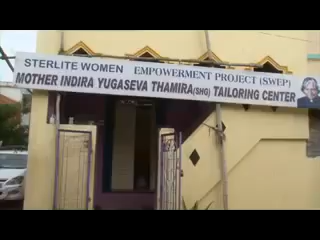 STERLITE WOMEN EMPOWERMENT PROJECT (SWEP)
MOTHER INDIRA YUGASEVA THAMIRA(SHG) TAILORING CENTER